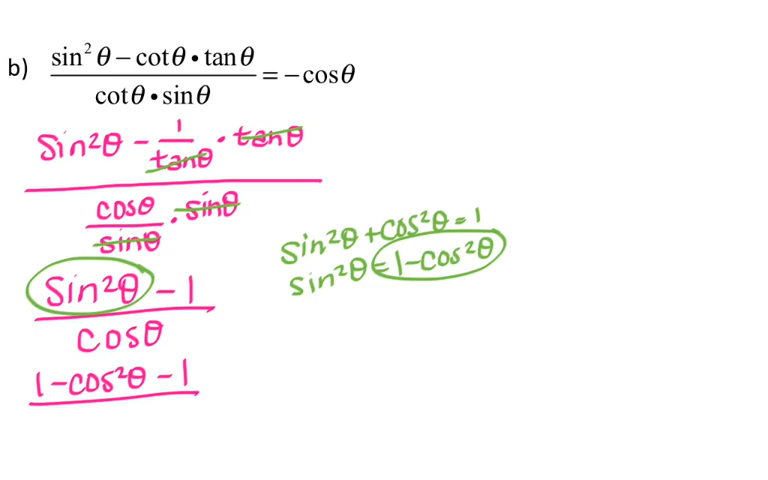 b) sin² θ − cotθ • tanθ = −cosθ
cotθ • sinθ
Sin²θ − 1 · tanθ
tanθ
cosθ · sinθ
sinθ
Sin²θ + cos²θ = 1
Sin²θ = 1 − cos²θ
Sin²θ − 1
cosθ
1 − cos²θ − 1